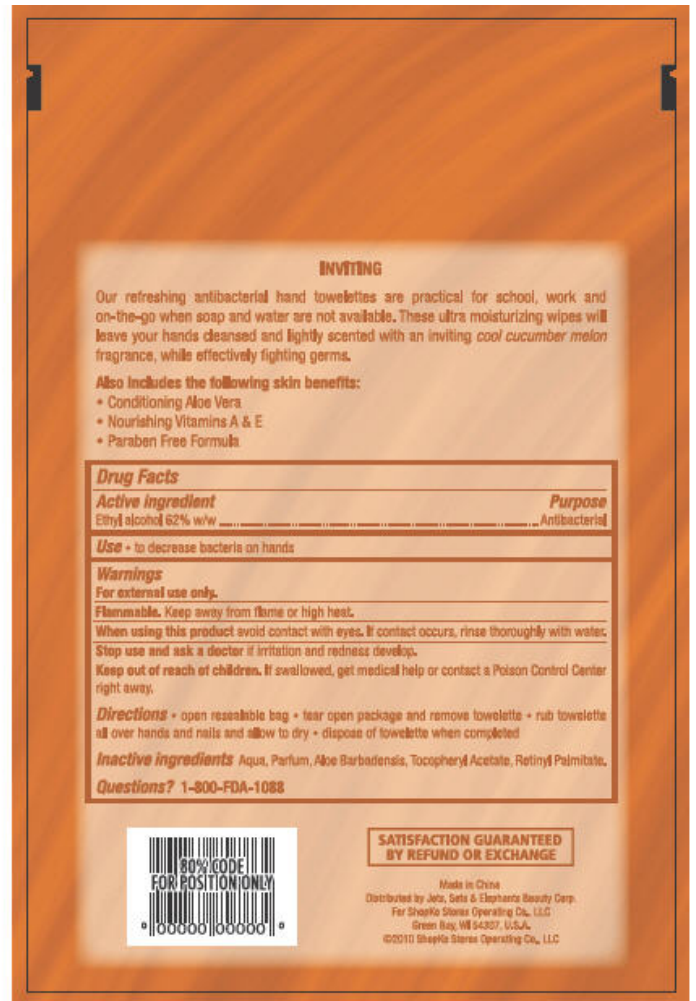 INVITING
Our refreshing antibacterial hand towelettes are practical for school, work and
on-the-go when soap and water are not available. These ultra moisturizing wipes will
leave your hands cleansed and lightly scented with an inviting cool cucumber melon
fragrance, while effectively fighting germs.
Also includes the following skin benefits:
• Conditioning Aloe Vera
• Nourishing Vitamins A & E
• Paraben Free Formula
Drug Facts
Active ingredient Purpose
Ethyl alcohol 62% w/w Antibacterial
Use • to decrease bacteria on hands
Warnings
For external use only.
Flammable. Keep away from flame or high heat.
When using this product avoid contact with eyes. If contact occurs, rinse thoroughly with water.
Stop use and ask a doctor if irritation and redness develop.
Keep out of reach of children. If swallowed, get medical help or contact a Poison Control Center
right away.
Directions • open resealable bag • tear open package and remove towelette • rub towelette
all over hands and nails and allow to dry • dispose of towelette when completed
Inactive ingredients Aqua, Parfum, Aloe Barbadensis, Tocopheryl Acetate, Retinyl Palmitate.
Questions? 1-800-FDA-1088
80% CODE
FOR POSITION ONLY
0 00000 00000 0
SATISFACTION GUARANTEED
BY REFUND OR EXCHANGE
Made in China
Distributed by Jets, Sets & Elephants Beauty Corp.
For ShopKo Stores Operating Co., LLC
Green Bay, WI 54307, U.S.A.
©2010 ShopKo Stores Operating Co., LLC